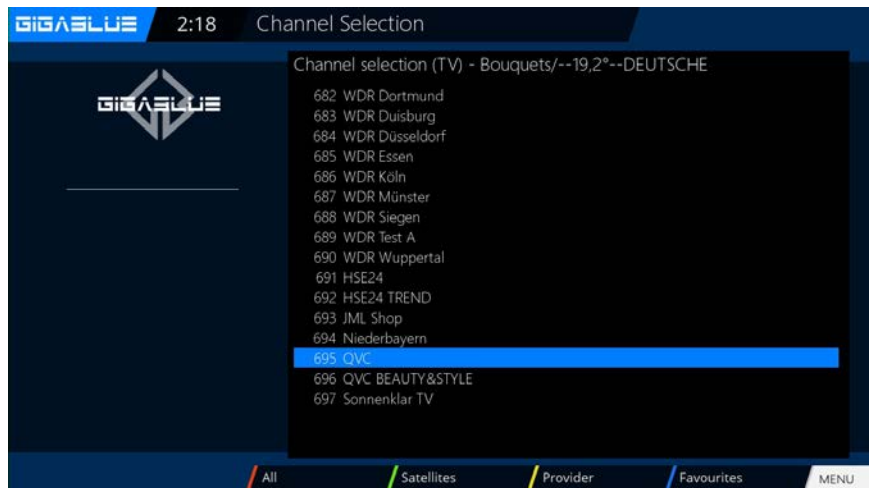 GIGABLUE 2:18 Channel Selection
Channel selection (TV) - Bouquets/--19,2°--DEUTSCHE
GIGABLUE
682 WDR Dortmund
683 WDR Duisburg
684 WDR Düsseldorf
685 WDR Essen
686 WDR Köln
687 WDR Münster
688 WDR Siegen
689 WDR Test A
690 WDR Wuppertal
691 HSE24
692 HSE24 TREND
693 JML Shop
694 Niederbayern
695 QVC
696 QVC BEAUTY&STYLE
697 Sonnenklar TV
All Satellites Provider Favourites MENU